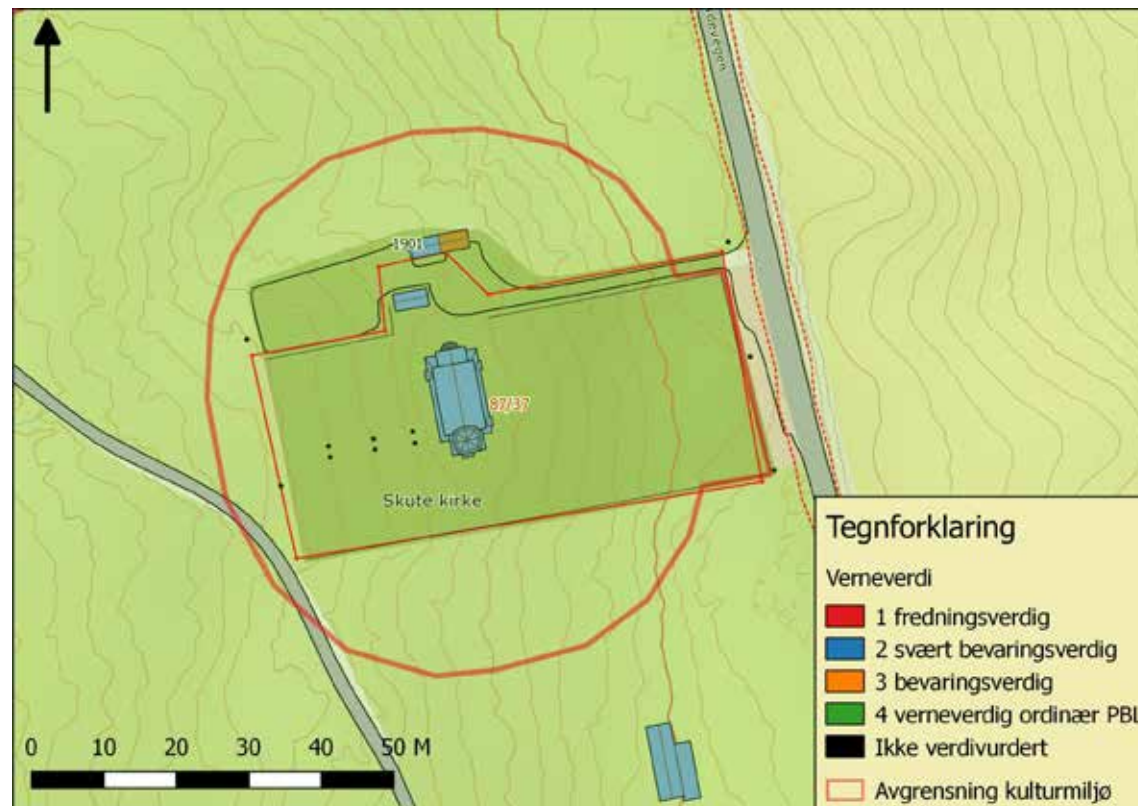 1901
87/37
Skute kirke
0 10 20 30 40 50 M
Tegnforklaring
Verneverdi
1 fredningsverdig
2 svært bevaringsverdig
3 bevaringsverdig
4 verneverdig ordinær PBL
Ikke verdivurdert
Avgrensning kulturmiljø